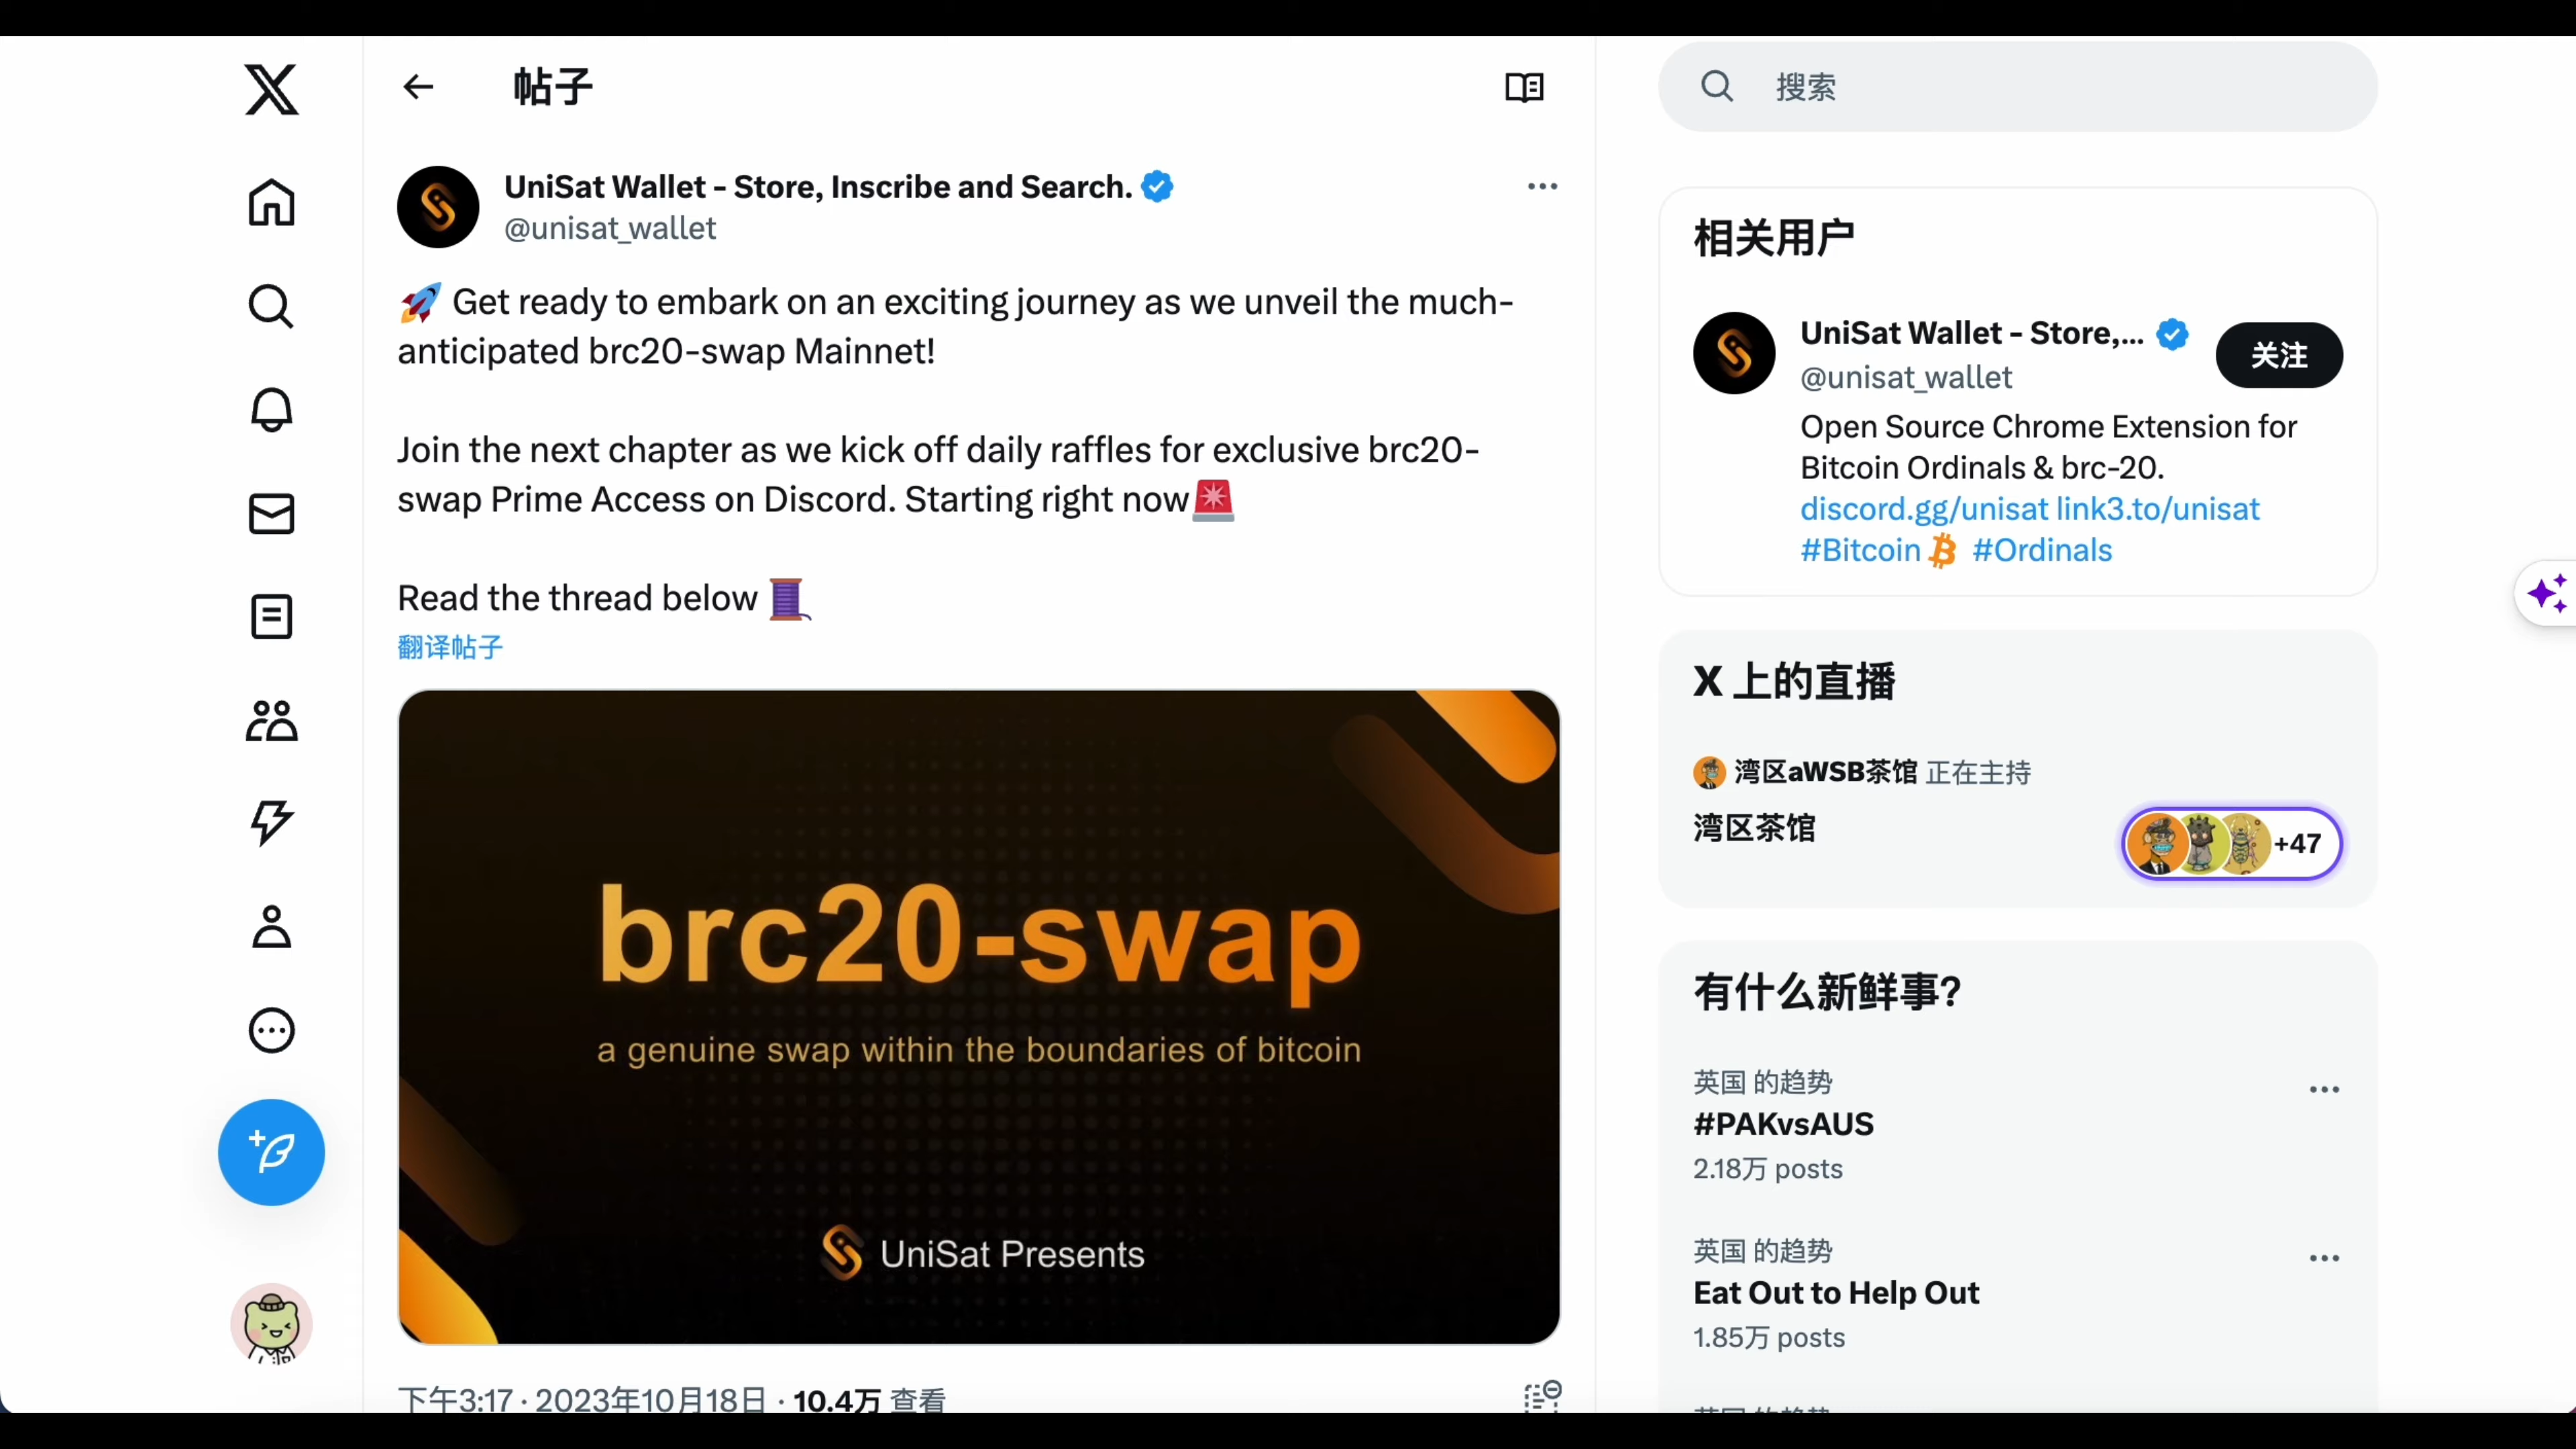 帖子
UniSat Wallet - Store, Inscribe and Search.
@unisat_wallet
🚀 Get ready to embark on an exciting journey as we unveil the much-
anticipated brc20-swap Mainnet!
Join the next chapter as we kick off daily raffles for exclusive brc20-
swap Prime Access on Discord. Starting right now🚨
Read the thread below 🧵
翻译帖子
brc20-swap
a genuine swap within the boundaries of bitcoin
UniSat Presents
下午3:17 · 2023年10月18日 · 10.4万 查看
搜索
相关用户
UniSat Wallet - Store,...
@unisat_wallet
关注
Open Source Chrome Extension for
Bitcoin Ordinals & brc-20.
discord.gg/unisat link3.to/unisat
#Bitcoin #Ordinals
X 上的直播
湾区aWSB茶馆 正在主持
湾区茶馆
+47
有什么新鲜事?
英国 的趋势
#PAKvsAUS
2.18万 posts
英国 的趋势
Eat Out to Help Out
1.85万 posts